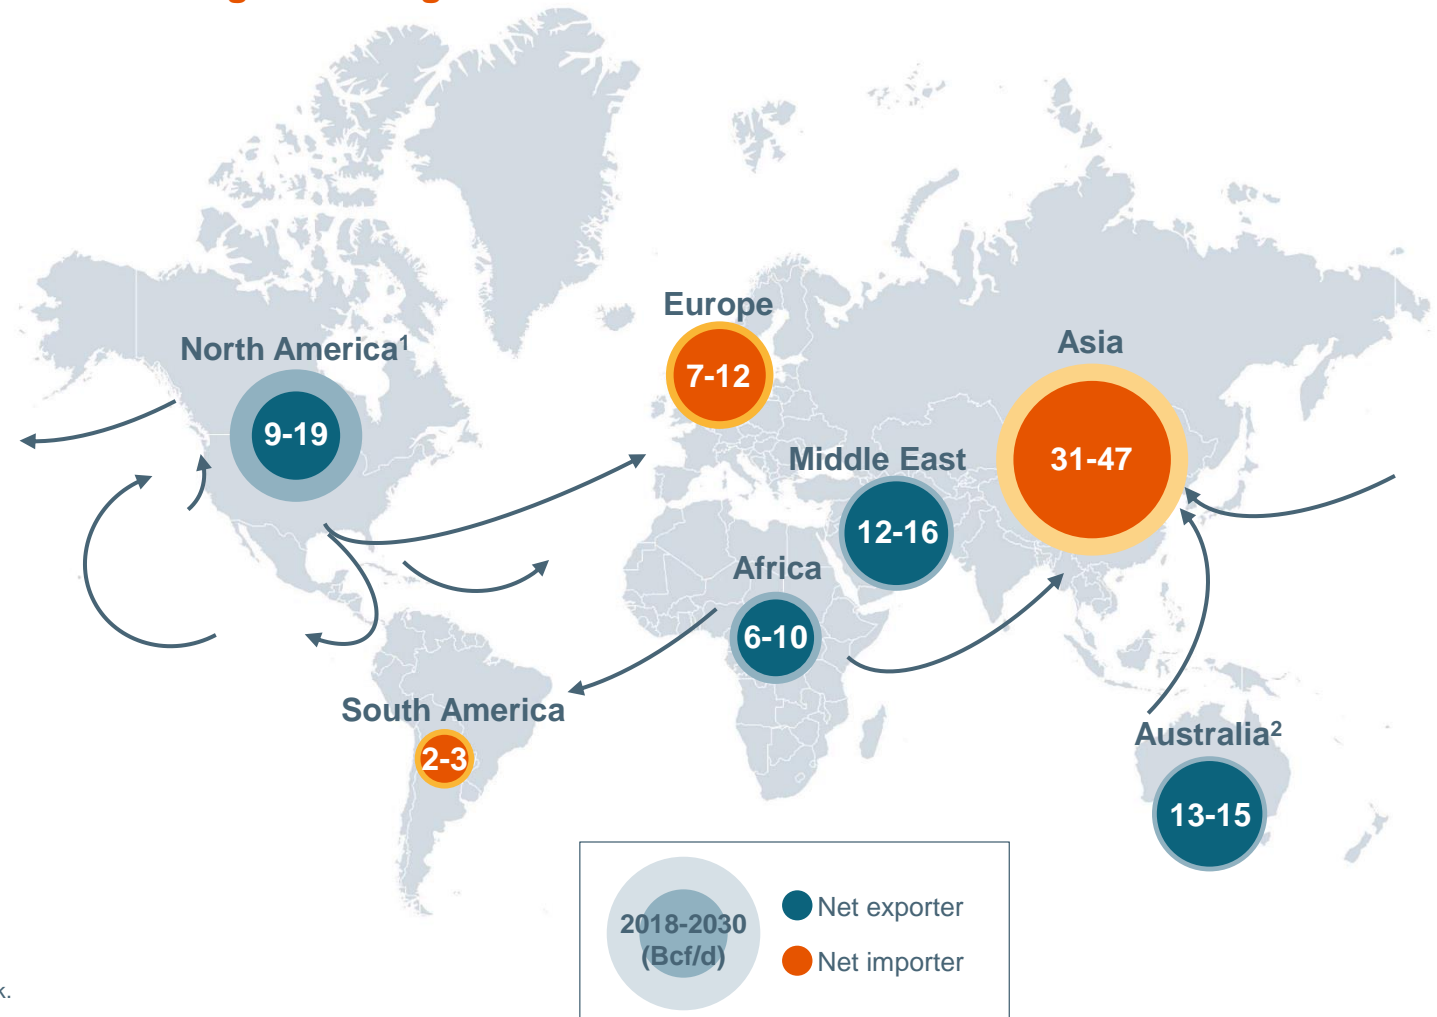 Europe
North America¹
Asia
7-12
9-19
Middle East
31-47
12-16
Africa
6-10
South America
Australia²
2-3
13-15
2018-2030
(Bcf/d)
Net exporter
Net importer
k.